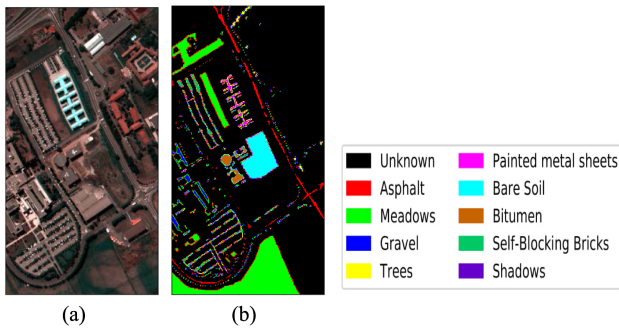 Unknown
Asphalt
Meadows
Gravel
Trees
Painted metal sheets
Bare Soil
Bitumen
Self-Blocking Bricks
Shadows
(a)
(b)